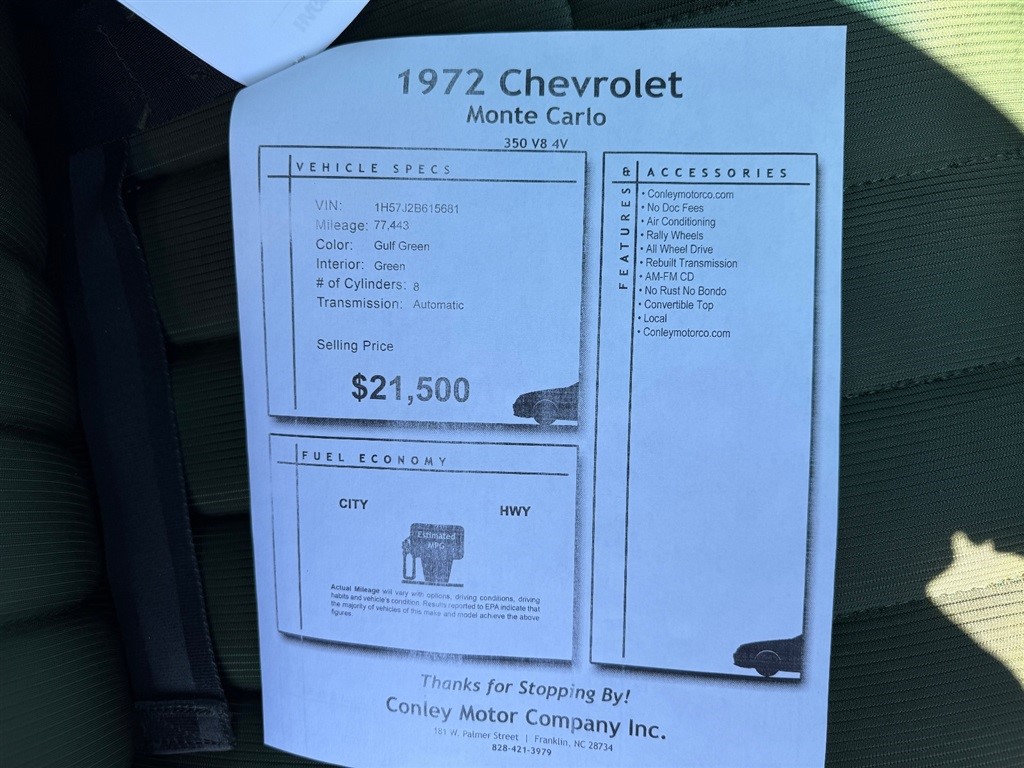 1972 Chevrolet
Monte Carlo
350 V8 4V
VEHICLE SPECS
VIN: 1H57J2B615681
Mileage: 77,443
Color: Gulf Green
Interior: Green
# of Cylinders: 8
Transmission: Automatic
Selling Price
$21,500
FUEL ECONOMY
CITY
HWY
Estimated
MPG
Actual Mileage will vary with options, driving conditions, driving
habits and vehicle's condition. Results reported to EPA indicate that
the majority of vehicles of this make and model achieve the above
figures.
FEATURES & ACCESSORIES
• Conleymotorco.com
• No Doc Fees
• Air Conditioning
• Rally Wheels
• All Wheel Drive
• Rebuilt Transmission
• AM-FM CD
• No Rust No Bondo
• Convertible Top
• Local
• Conleymotorco.com
Thanks for Stopping By!
Conley Motor Company Inc.
181 W. Palmer Street | Franklin, NC 28734
828-421-3979